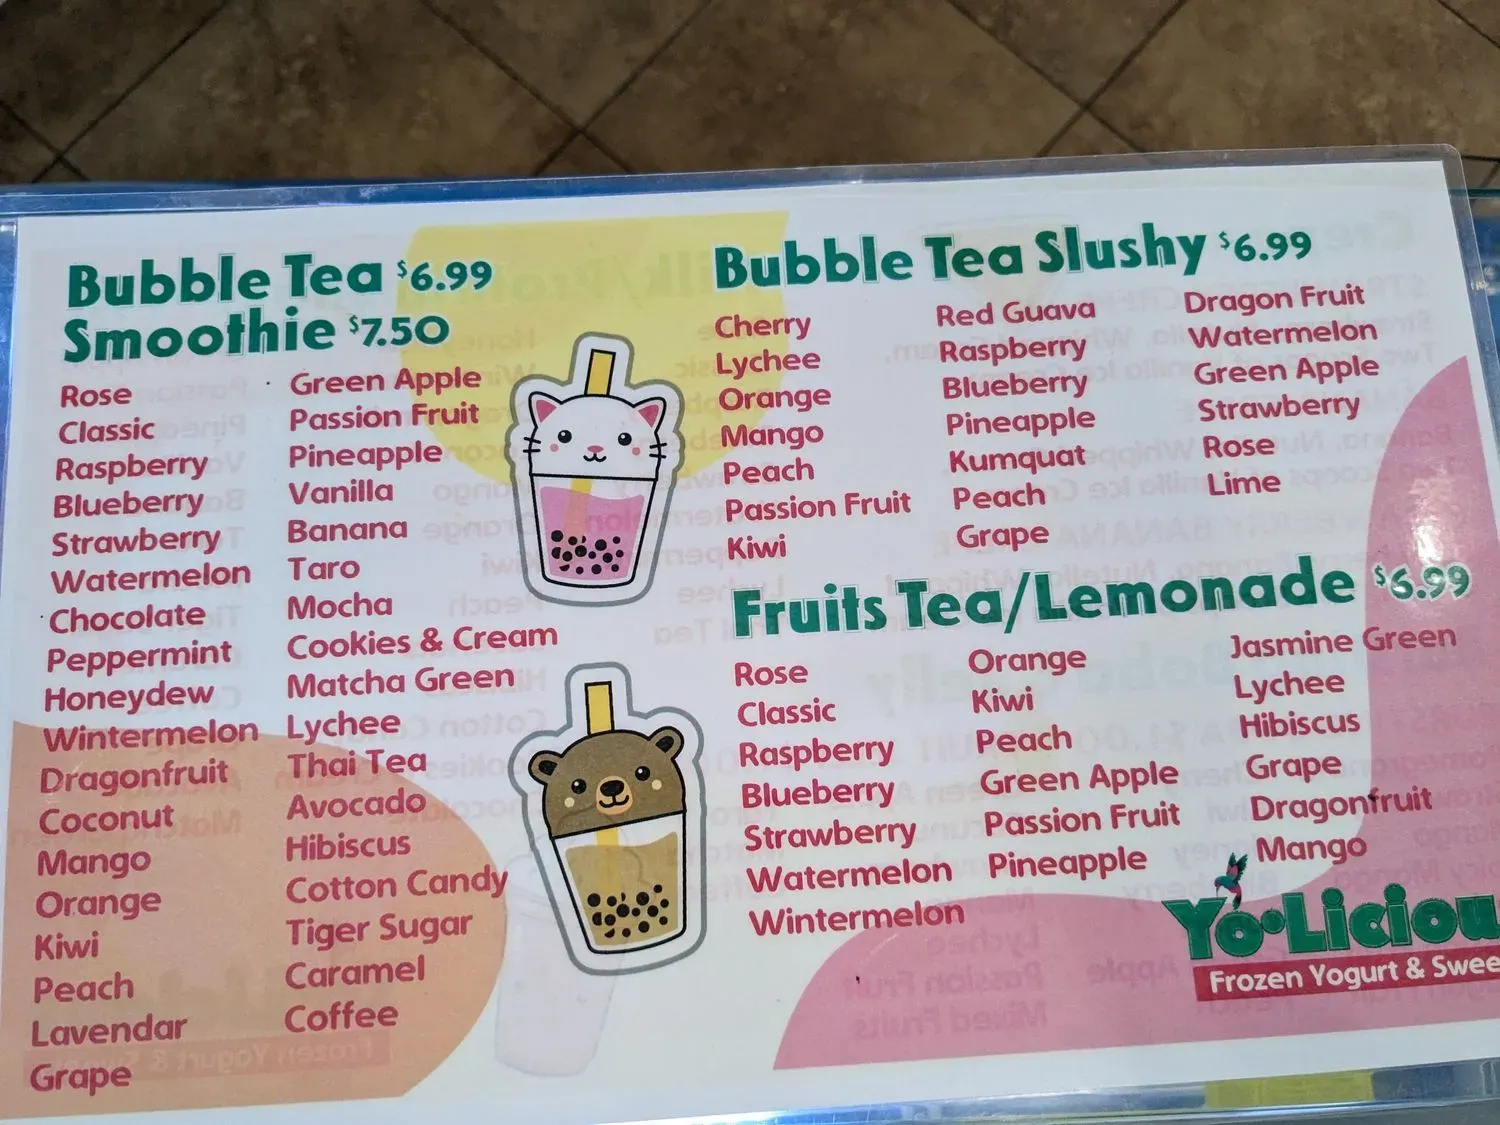 Bubble Tea $6.99
Smoothie $7.50
Rose
Classic
Raspberry
Blueberry
Strawberry
Watermelon
Chocolate
Peppermint
Honeydew
Wintermelon
Dragonfruit
Coconut
Mango
Orange
Kiwi
Peach
Lavendar
Grape
Green Apple
Passion Fruit
Pineapple
Vanilla
Banana
Taro
Mocha
Cookies & Cream
Matcha Green
Lychee
Thai Tea
Avocado
Hibiscus
Cotton Candy
Tiger Sugar
Caramel
Coffee
Bubble Tea Slushy $6.99
Cherry
Lychee
Orange
Mango
Peach
Passion Fruit
Kiwi
Red Guava
Raspberry
Blueberry
Pineapple
Kumquat
Peach
Grape
Dragon Fruit
Watermelon
Green Apple
Strawberry
Rose
Lime
Fruits Tea/Lemonade $6.99
Rose
Classic
Raspberry
Blueberry
Strawberry
Watermelon
Wintermelon
Orange
Kiwi
Peach
Green Apple
Passion Fruit
Pineapple
Jasmine Green
Lychee
Hibiscus
Grape
Dragonfruit
Mango
Yo•Liciou
Frozen Yogurt & Swee